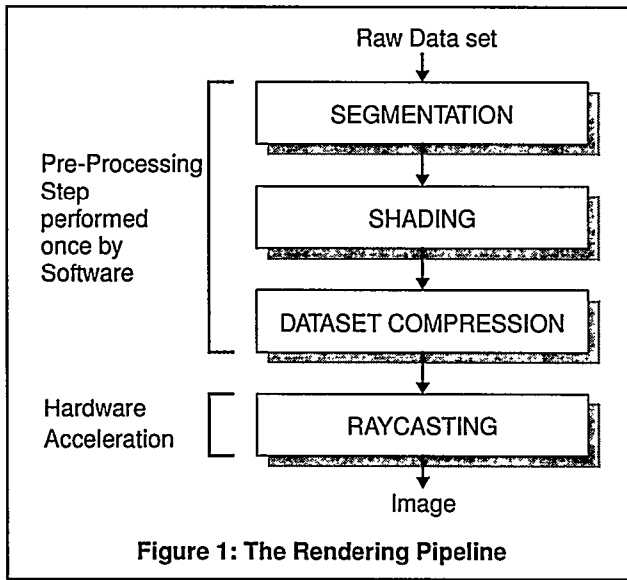 Raw Data set
SEGMENTATION
Pre-Processing
Step
performed
once by
Software
SHADING
DATASET COMPRESSION
Hardware
Acceleration
RAYCASTING
Image
Figure 1: The Rendering Pipeline